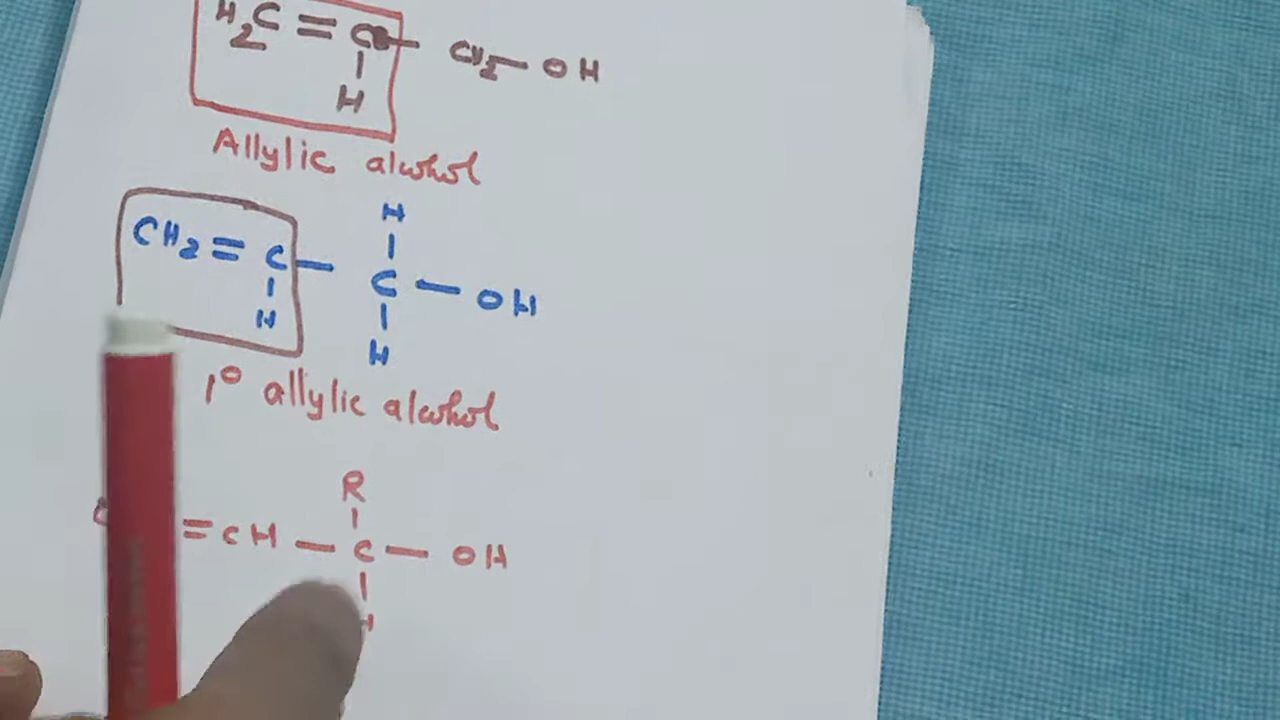 H2C = C - CH2 - OH
|
H
Allylic alcohol
H
|
CH2 = C - C - OH
| |
H H
1° allylic alcohol
R
|
= CH - C - OH
|